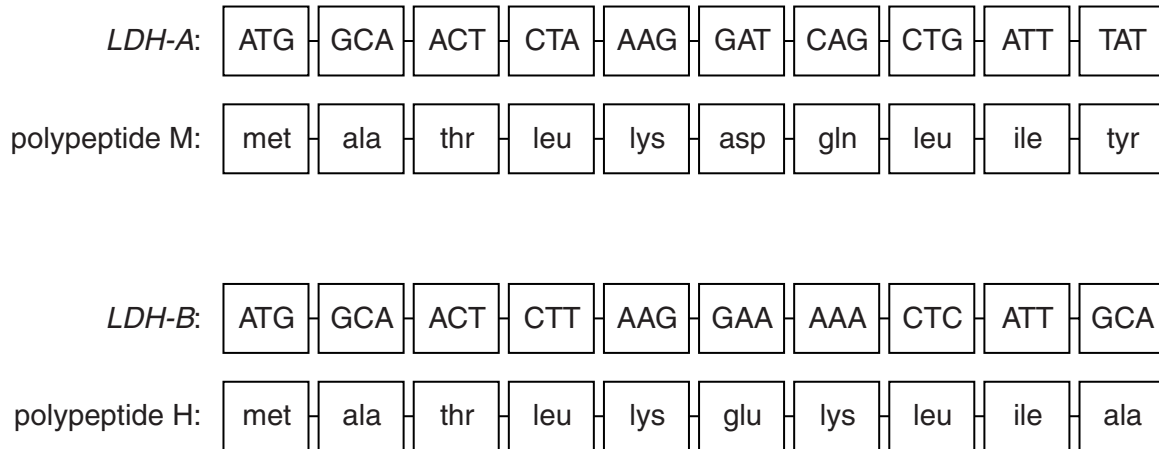 LDH-A: ATG GCA ACT CTA AAG GAT CAG CTG ATT TAT
polypeptide M: met ala thr leu lys asp gln leu ile tyr
LDH-B: ATG GCA ACT CTT AAG GAA AAA CTC ATT GCA
polypeptide H: met ala thr leu lys glu lys leu ile ala